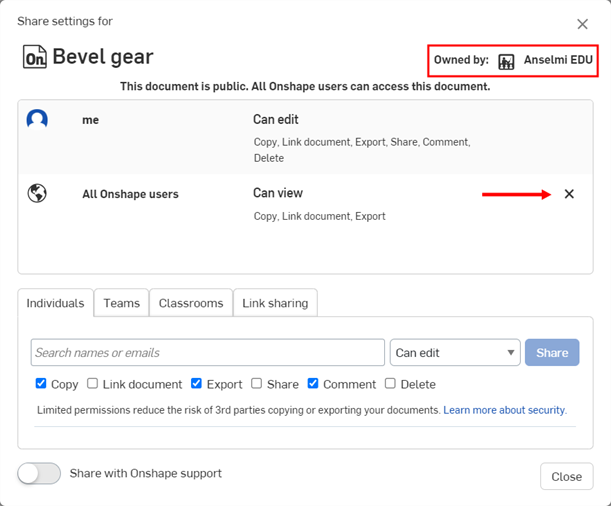 Share settings for
On Bevel gear
Owned by: Anselmi EDU
This document is public. All Onshape users can access this document.
me Can edit
Copy, Link document, Export, Share, Comment,
Delete
All Onshape users Can view
Copy, Link document, Export
Individuals Teams Classrooms Link sharing
Search names or emails Can edit Share
Copy Link document Export Share Comment Delete
Limited permissions reduce the risk of 3rd parties copying or exporting your documents. Learn more about security.
Share with Onshape support Close